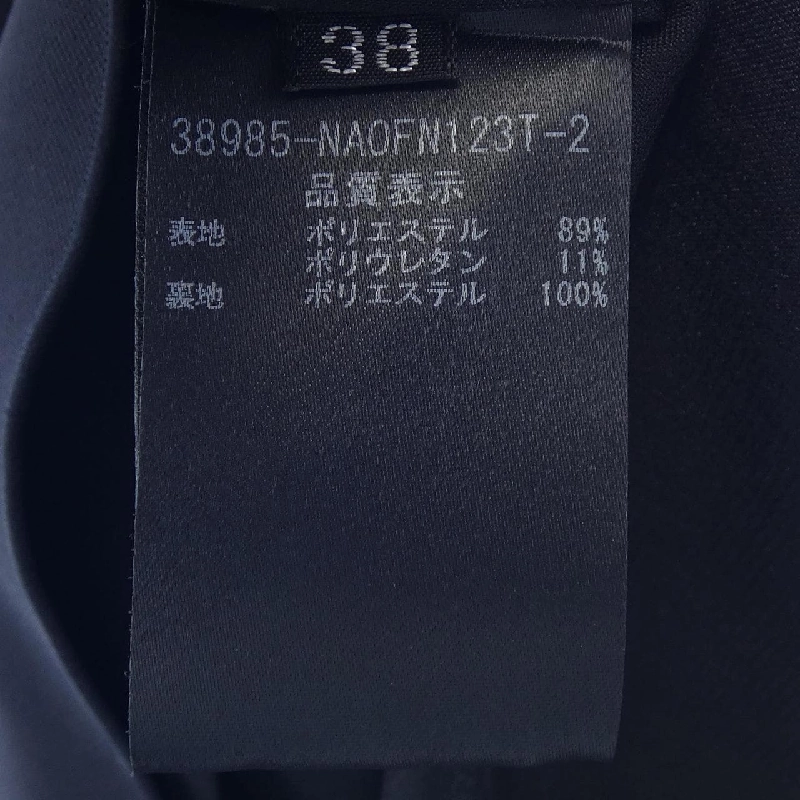 38
38985-NAOFN123T-2
品質表示
表地 ポリエステル 89%
ポリウレタン 11%
裏地 ポリエステル 100%